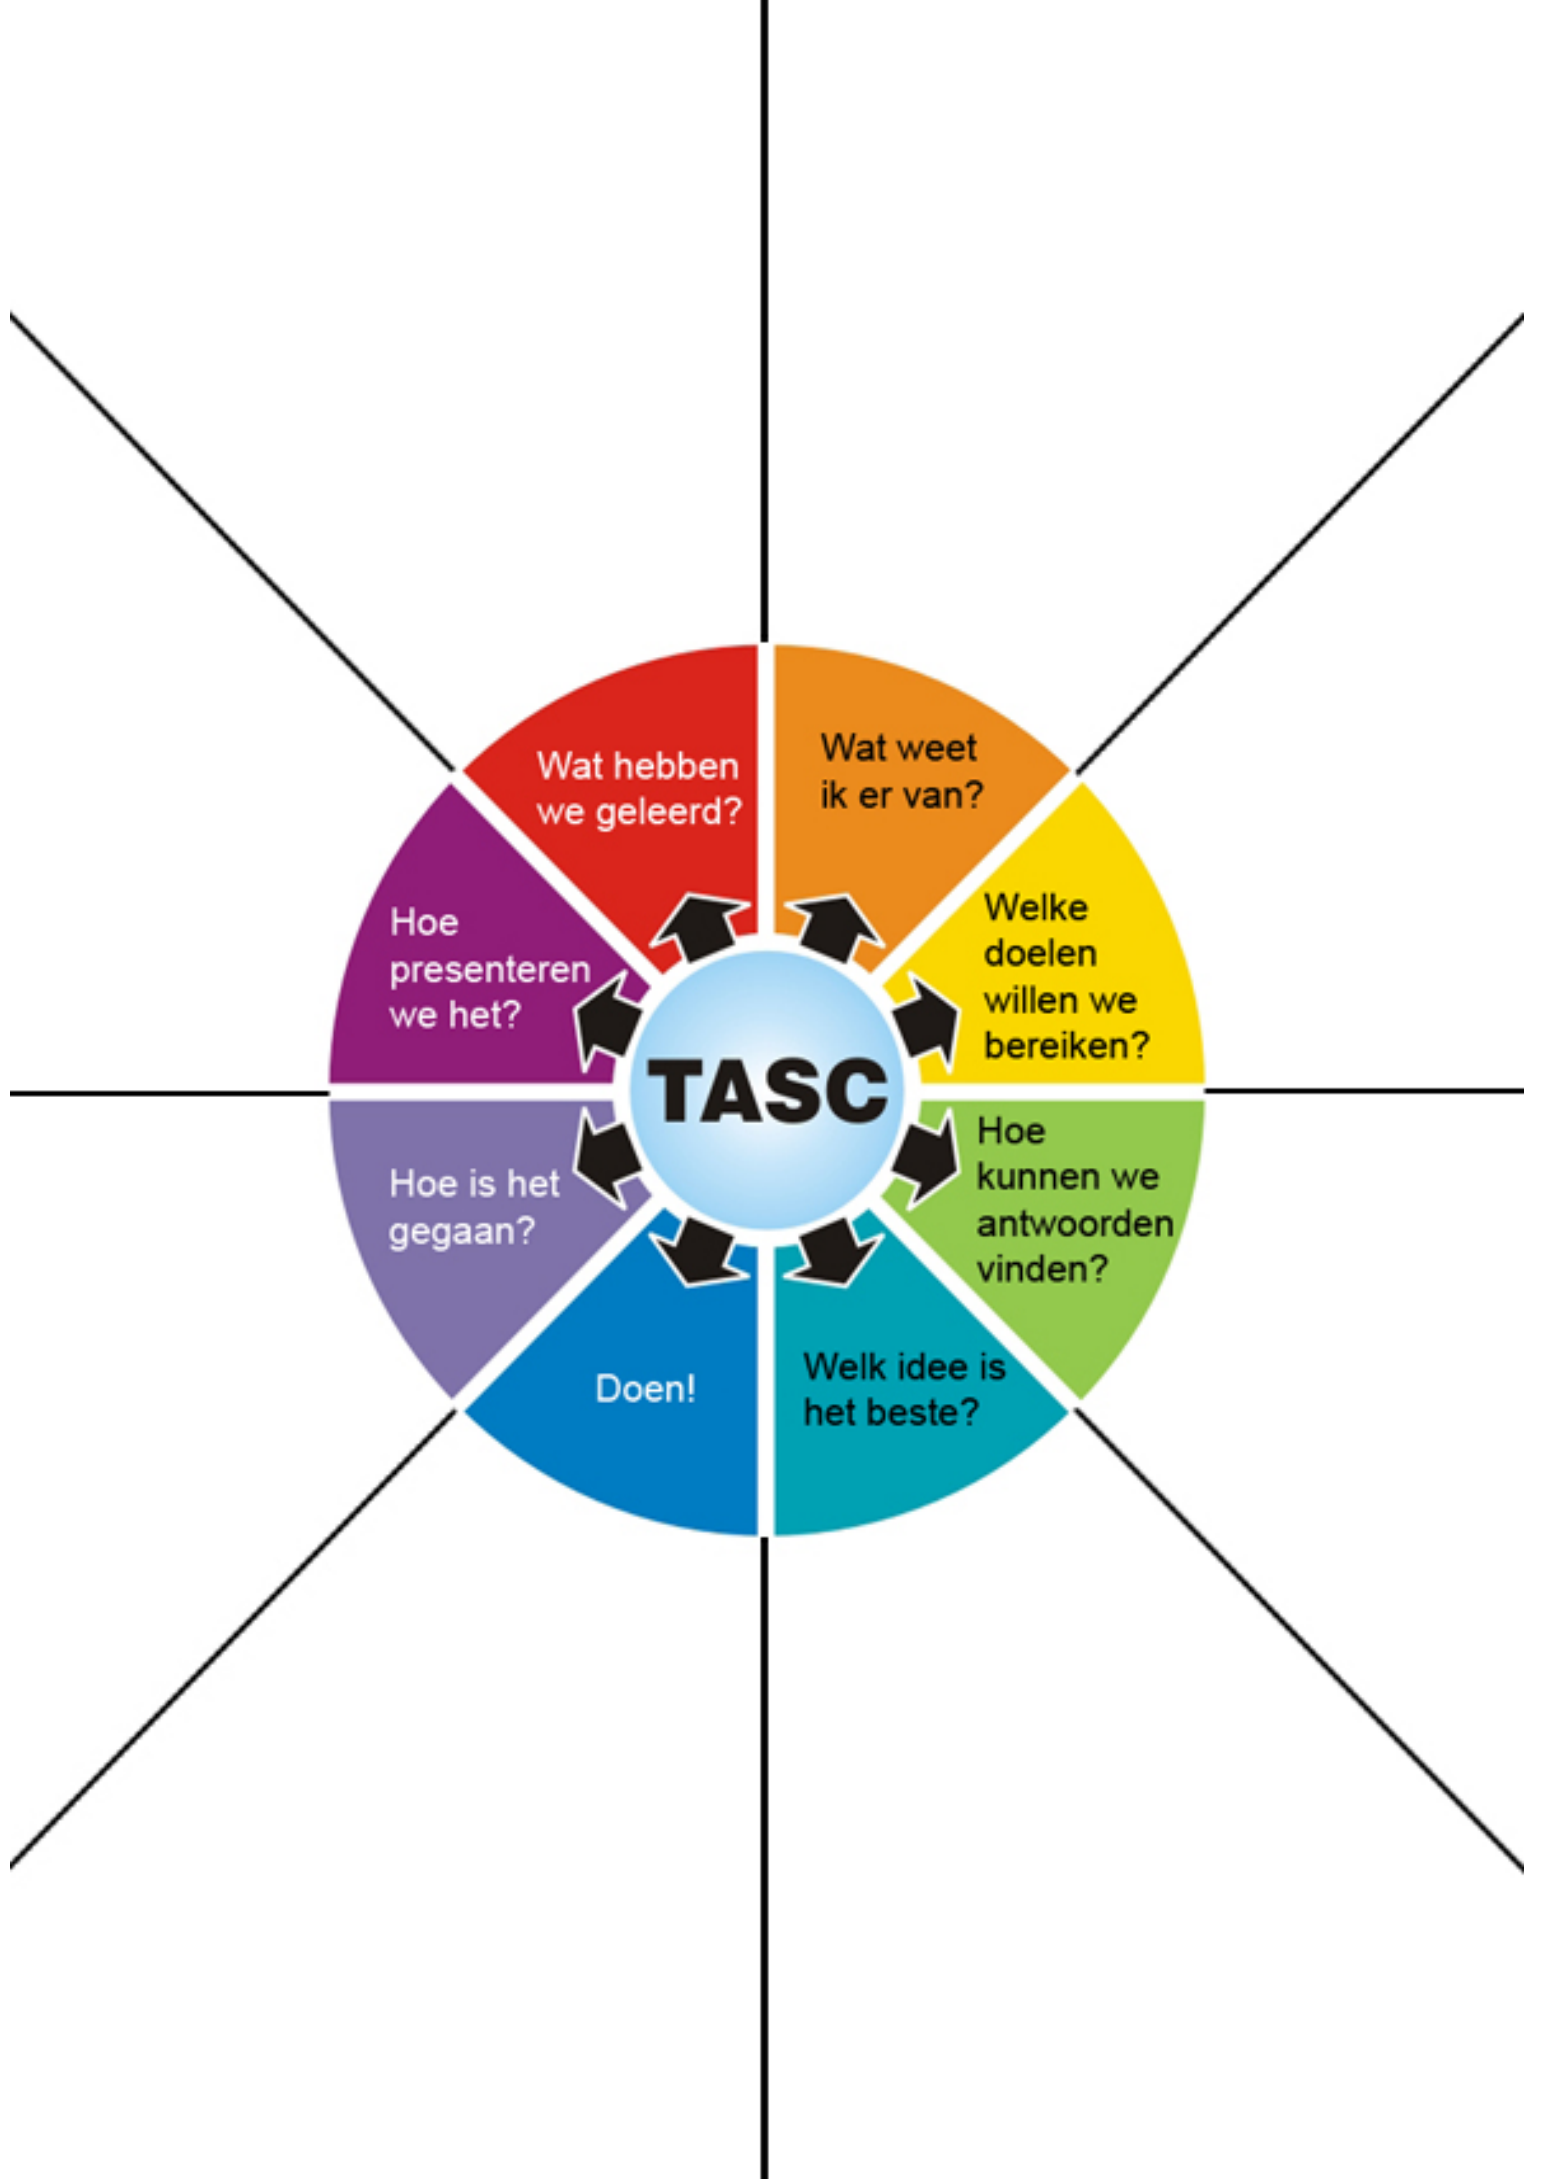 Wat weet
ik er van?
Welke
doelen
willen we
bereiken?
Hoe
kunnen we
antwoorden
vinden?
Welk idee is
het beste?
Doen!
Hoe is het
gegaan?
Hoe
presenteren
we het?
Wat hebben
we geleerd?
TASC